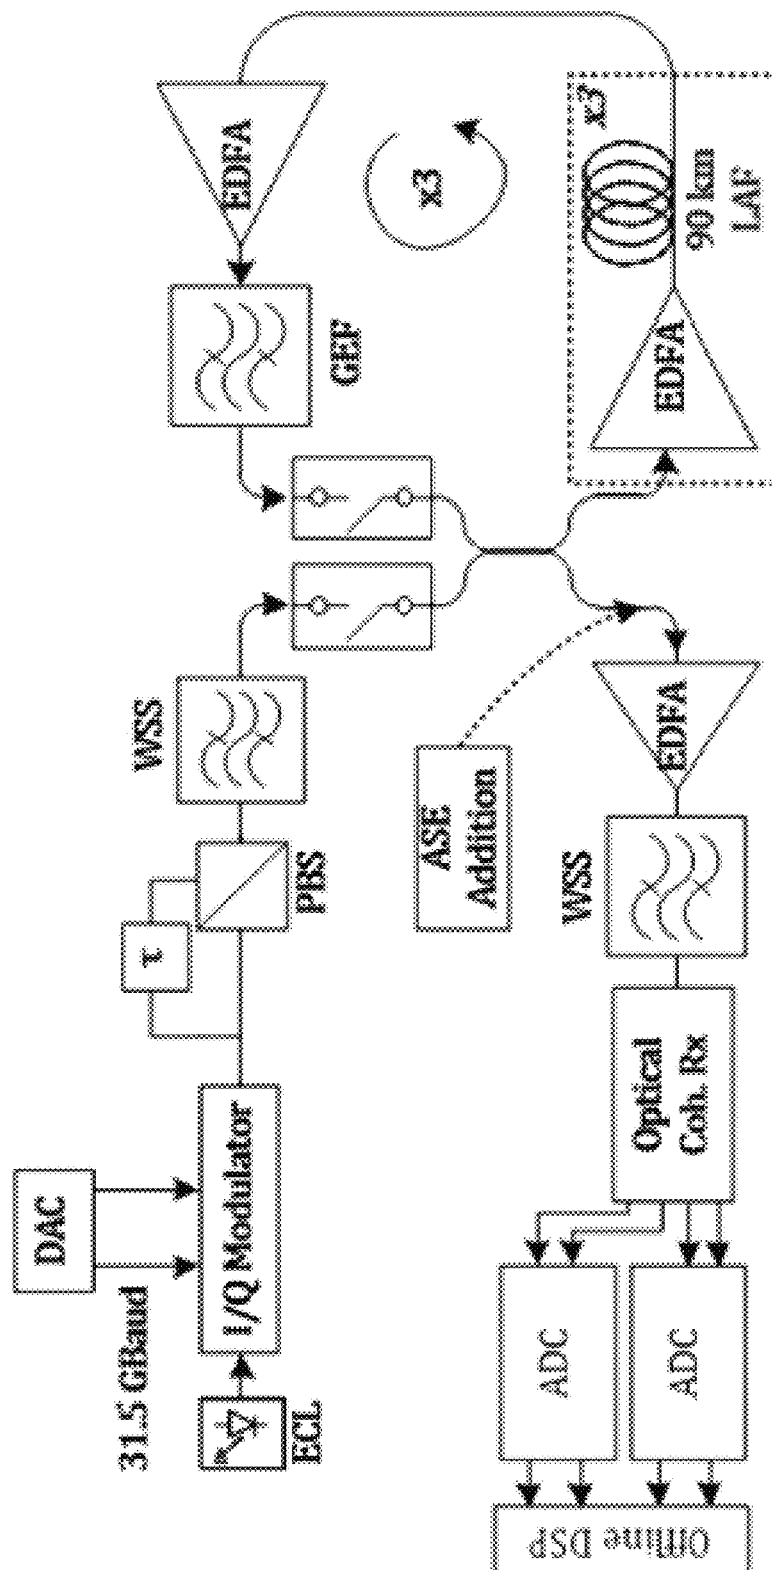 DAC
31.5 GBaud
I/Q Modulator
ECL
τ
PBS
WSS
GEF
EDFA
x3
x3
90 km
LAF
EDFA
ASE
Addition
EDFA
WSS
Optical
Coh. Rx
ADC
ADC
Offline DSP